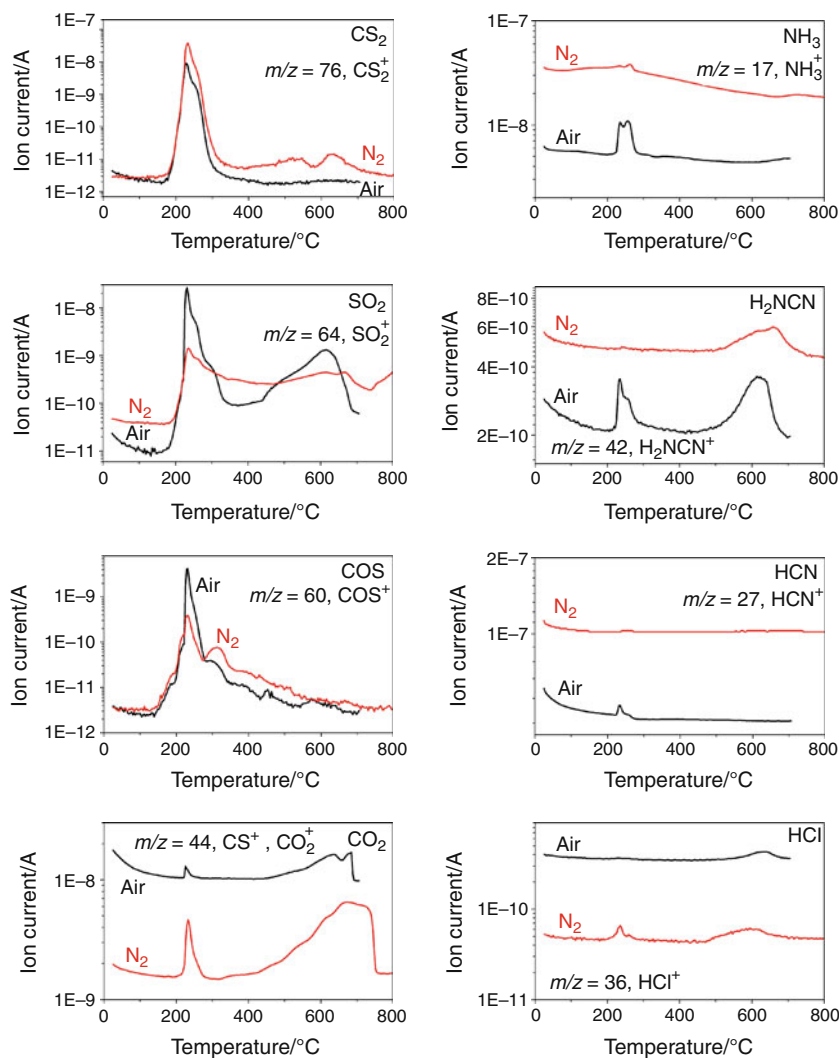 CS2
m/z = 76, CS2+
N2
Air
Ion current/A
1E–7
1E–8
1E–9
1E–10
1E–11
1E–12
0 200 400 600 800
Temperature/°C
NH3
N2
m/z = 17, NH3+
Air
Ion current/A
1E–7
1E–8
0 200 400 600 800
Temperature/°C
SO2
m/z = 64, SO2+
N2
Air
Ion current/A
1E–8
1E–9
1E–10
1E–11
0 200 400 600 800
Temperature/°C
H2NCN
N2
Air
m/z = 42, H2NCN+
Ion current/A
8E–10
6E–10
4E–10
2E–10
0 200 400 600 800
Temperature/°C
COS
Air
m/z = 60, COS+
N2
Ion current/A
1E–9
1E–10
1E–11
1E–12
0 200 400 600 800
Temperature/°C
HCN
N2
m/z = 27, HCN+
Air
Ion current/A
2E–7
1E–7
0 200 400 600 800
Temperature/°C
m/z = 44, CS+ , CO2+ CO2
Air
N2
Ion current/A
1E–8
1E–9
0 200 400 600 800
Temperature/°C
HCl
Air
N2
m/z = 36, HCl+
Ion current/A
1E–10
1E–11
0 200 400 600 800
Temperature/°C